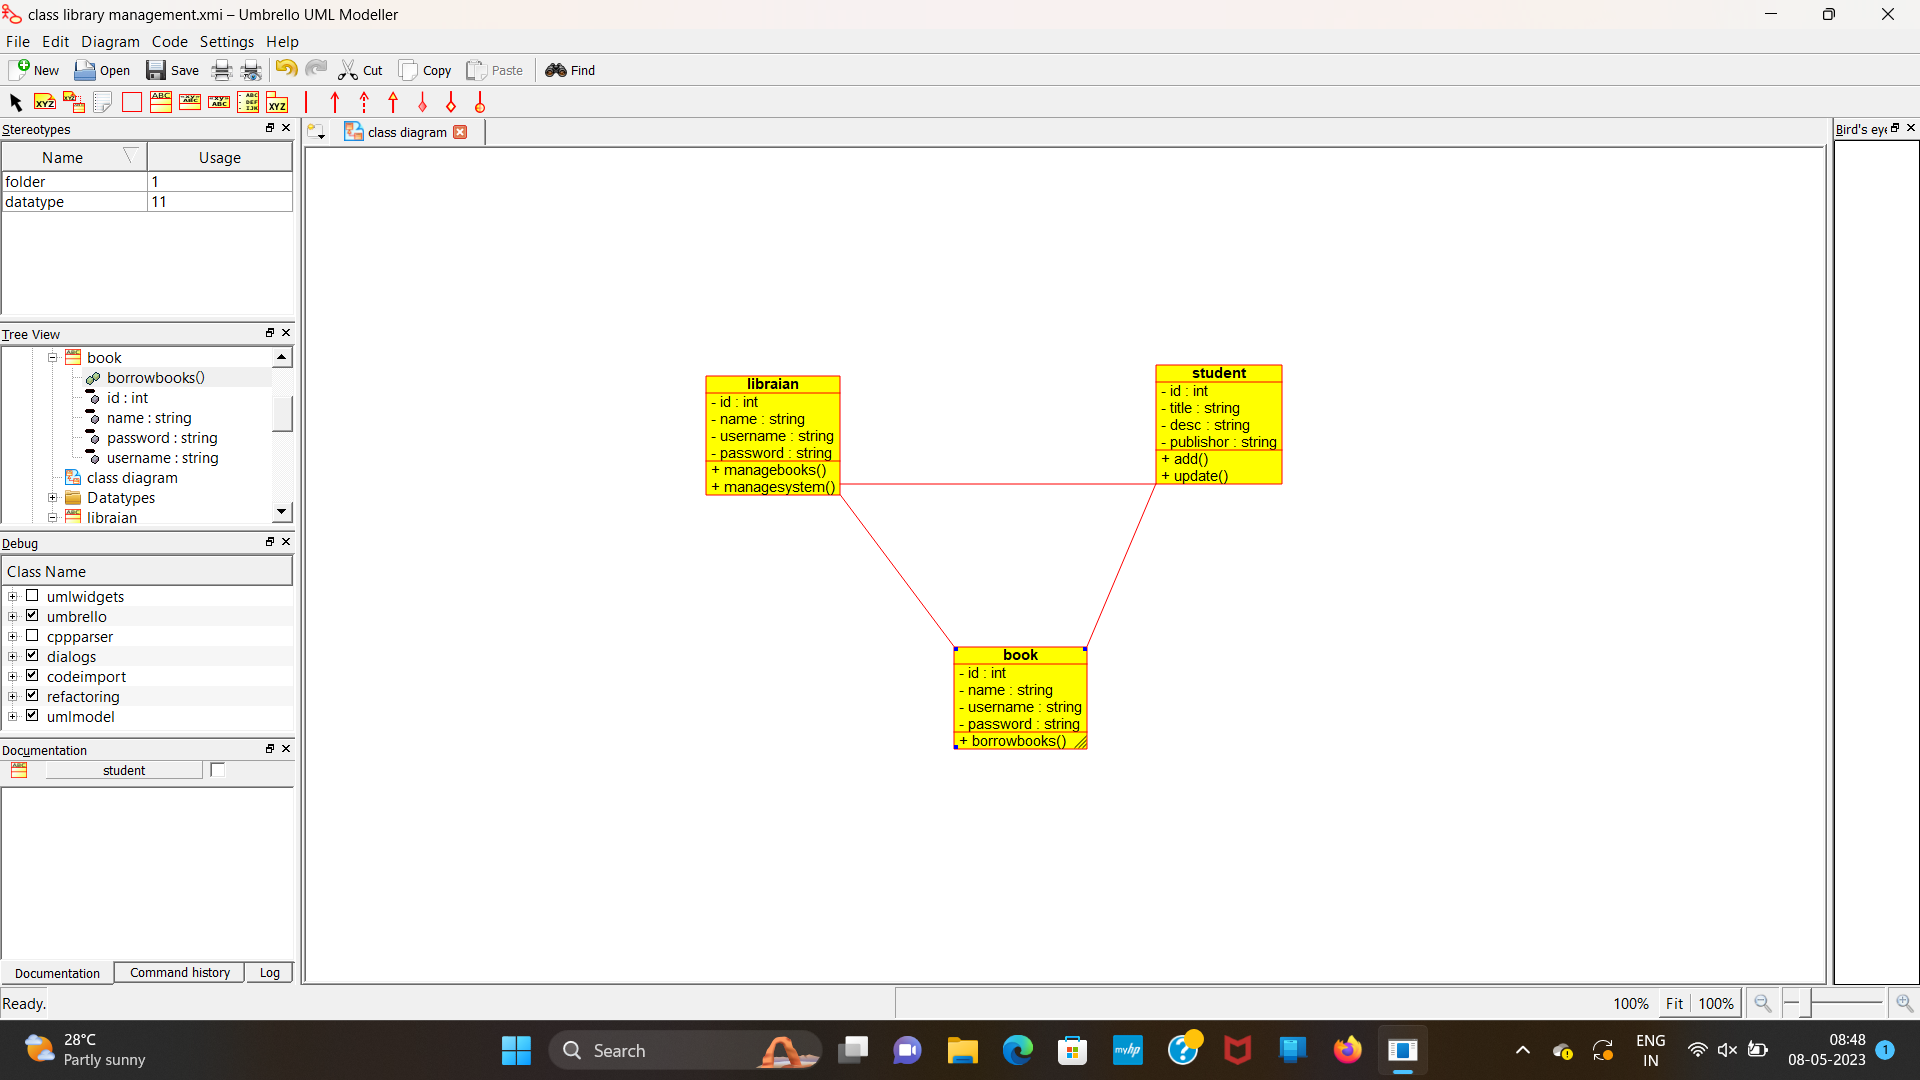 class library management.xmi – Umbrello UML Modeller
File Edit Diagram Code Settings Help
New Open Save Cut Copy Paste Find
Stereotypes
Name Usage
folder 1
datatype 11
Tree View
book
borrowbooks()
id : int
name : string
password : string
username : string
class diagram
Datatypes
libraian
Debug
Class Name
umlwidgets
umbrello
cppparser
dialogs
codeimport
refactoring
umlmodel
Documentation
student
Documentation Command history Log
Ready.
class diagram
libraian
- id : int
- name : string
- username : string
- password : string
+ managebooks()
+ managesystem()
student
- id : int
- title : string
- desc : string
- publishor : string
+ add()
+ update()
book
- id : int
- name : string
- username : string
- password : string
+ borrowbooks()
Bird's eye
100% Fit 100%
28°C
Partly sunny
Search
myhp
ENG
IN
08:48
08-05-2023
1